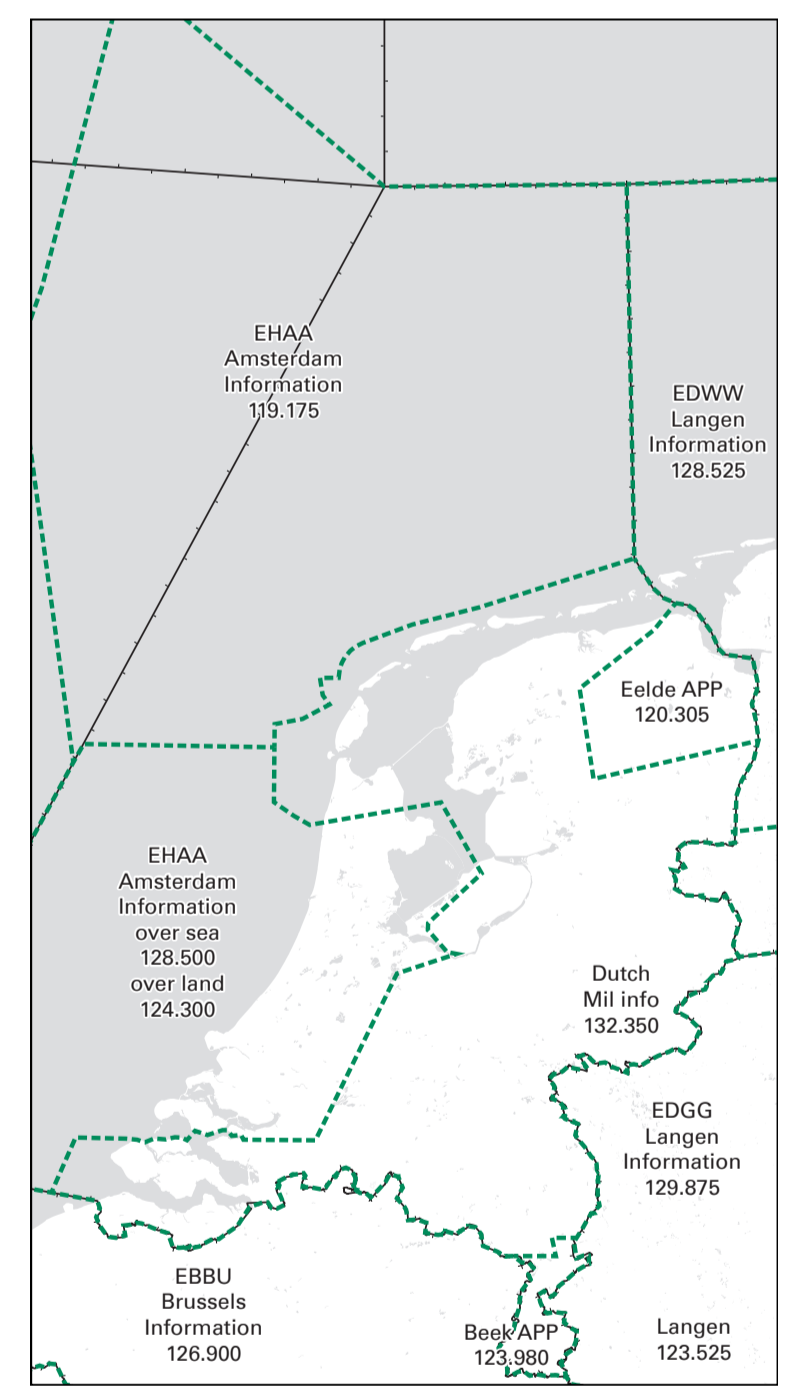 EHAA
Amsterdam
Information
119.175
EDWW
Langen
Information
128.525
Eelde APP
120.305
EHAA
Amsterdam
Information
over sea
128.500
over land
124.300
Dutch
Mil info
132.350
EDGG
Langen
Information
129.875
EBBU
Brussels
Information
126.900
Beek APP
123.980
Langen
123.525